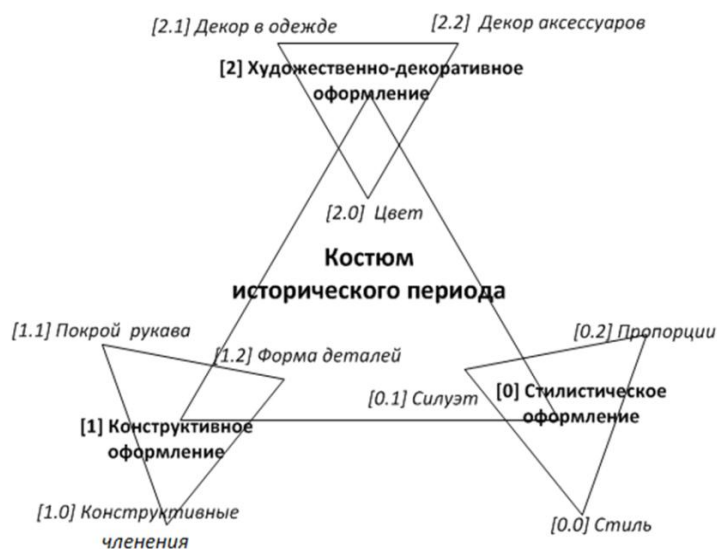 [2.1] Декор в одежде
[2.2] Декор аксессуаров
[2] Художественно-декоративное
оформление
[2.0] Цвет
Костюм
исторического периода
[1.1] Покрой рукава
[0.2] Пропорции
[1.2] Форма деталей
[0.1] Силуэт
[0] Стилистическое
оформление
[1] Конструктивное
оформление
[1.0] Конструктивные
членения
[0.0] Стиль